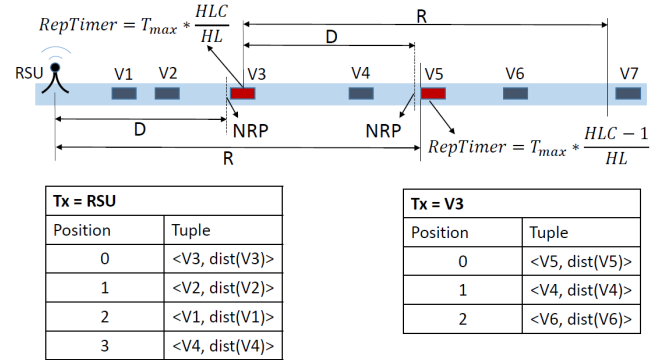 RepTimer = T_max * HLC/HL
R
D
RSU
V1
V2
V3
V4
V5
V6
V7
NRP
NRP
D
R
RepTimer = T_max * HLC − 1/HL
Tx = RSU
Position Tuple
0 <V3, dist(V3)>
1 <V2, dist(V2)>
2 <V1, dist(V1)>
3 <V4, dist(V4)>
Tx = V3
Position Tuple
0 <V5, dist(V5)>
1 <V4, dist(V4)>
2 <V6, dist(V6)>